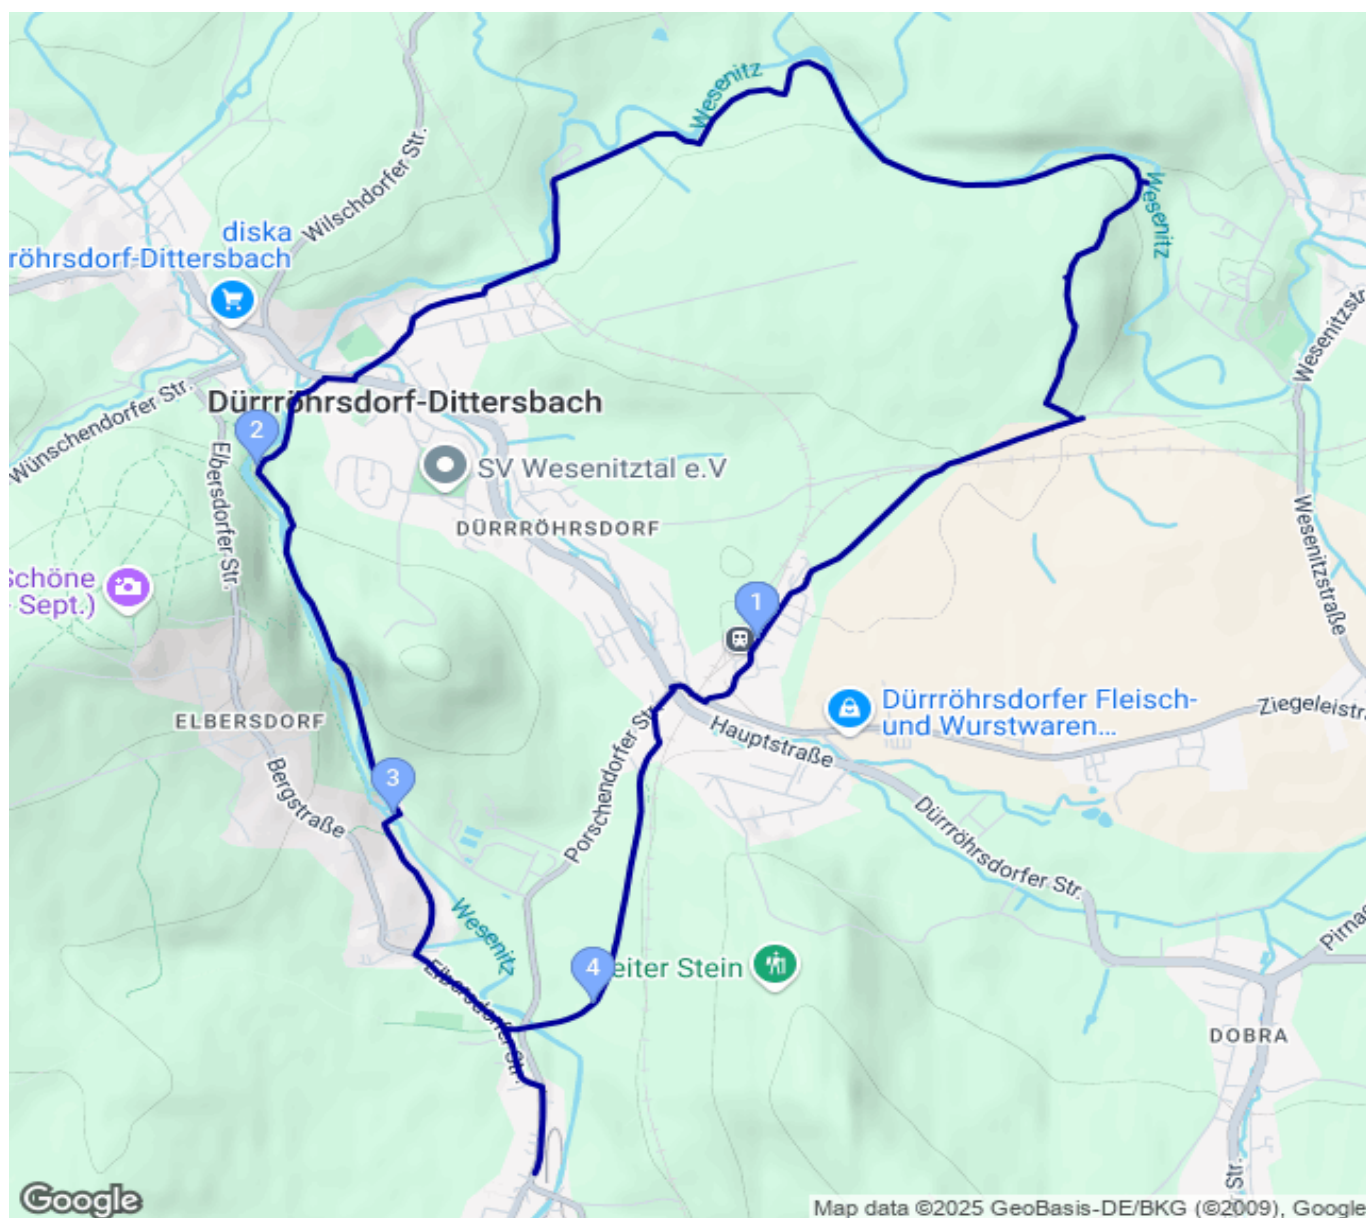 Wesenitz
Wilschdorfer Str.
diska
röhrsdorf-Dittersbach
Wesenitz
Wesenitzstr
Dürrröhrsdorf-Dittersbach
Wünschendorfer Str.
2
Elbersdorfer Str.
SV Wesenitztal e.V
DÜRRRÖHRSDORF
Wesenitzstraße
Schöne
- Sept.)
1
ELBERSDORF
Dürrröhrsdorfer Fleisch-
und Wurstwaren...
Ziegeleistra
Hauptstraße
Porschendorfer Str.
Bergstraße
3
Dürrröhrsdorfer Str.
Wesenitz
Pirnas
4
eiter Stein
Elbersdorfer Str.
DOBRA
Str.
Google
Map data ©2025 GeoBasis-DE/BKG (©2009), Google